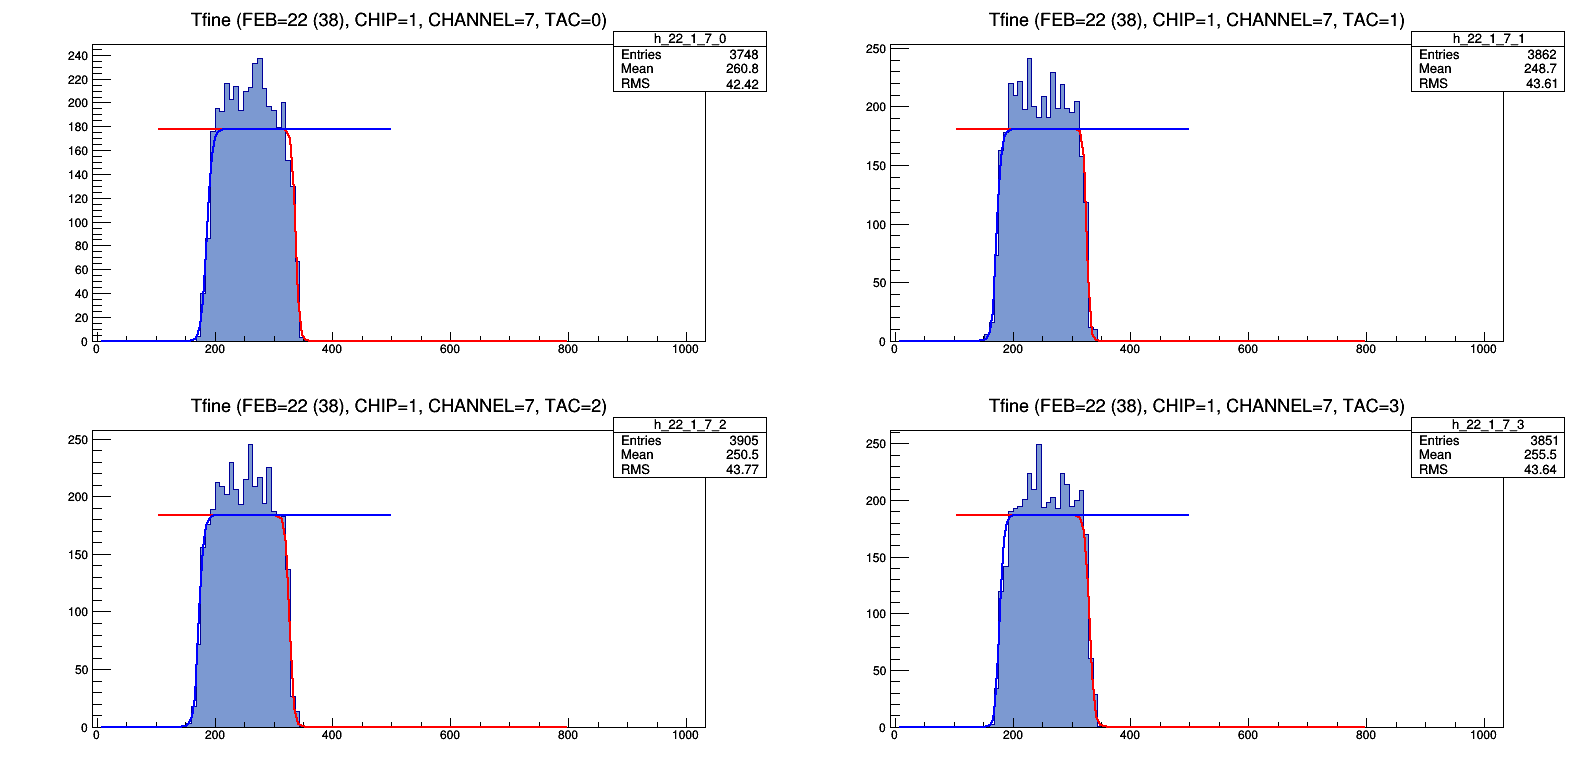 Tfine (FEB=22 (38), CHIP=1, CHANNEL=7, TAC=0)
h_22_1_7_0
Entries 3748
Mean 260.8
RMS 42.42
240
220
200
180
160
140
120
100
80
60
40
20
0
0 200 400 600 800 1000
Tfine (FEB=22 (38), CHIP=1, CHANNEL=7, TAC=1)
h_22_1_7_1
Entries 3862
Mean 248.7
RMS 43.61
250
200
150
100
50
0
0 200 400 600 800 1000
Tfine (FEB=22 (38), CHIP=1, CHANNEL=7, TAC=2)
h_22_1_7_2
Entries 3905
Mean 250.5
RMS 43.77
250
200
150
100
50
0
0 200 400 600 800 1000
Tfine (FEB=22 (38), CHIP=1, CHANNEL=7, TAC=3)
h_22_1_7_3
Entries 3851
Mean 255.5
RMS 43.64
250
200
150
100
50
0
0 200 400 600 800 1000